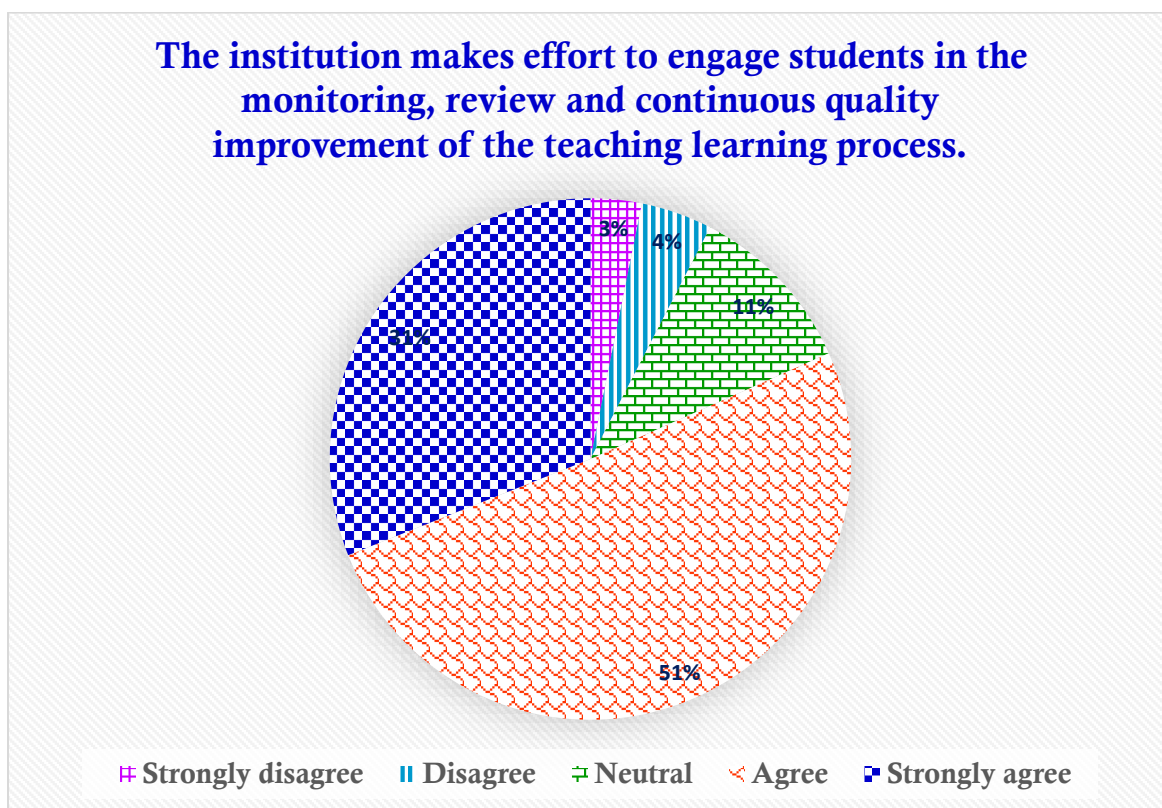 The institution makes effort to engage students in the
monitoring, review and continuous quality
improvement of the teaching learning process.
3%
4%
11%
31%
51%
Strongly disagree Disagree Neutral Agree Strongly agree